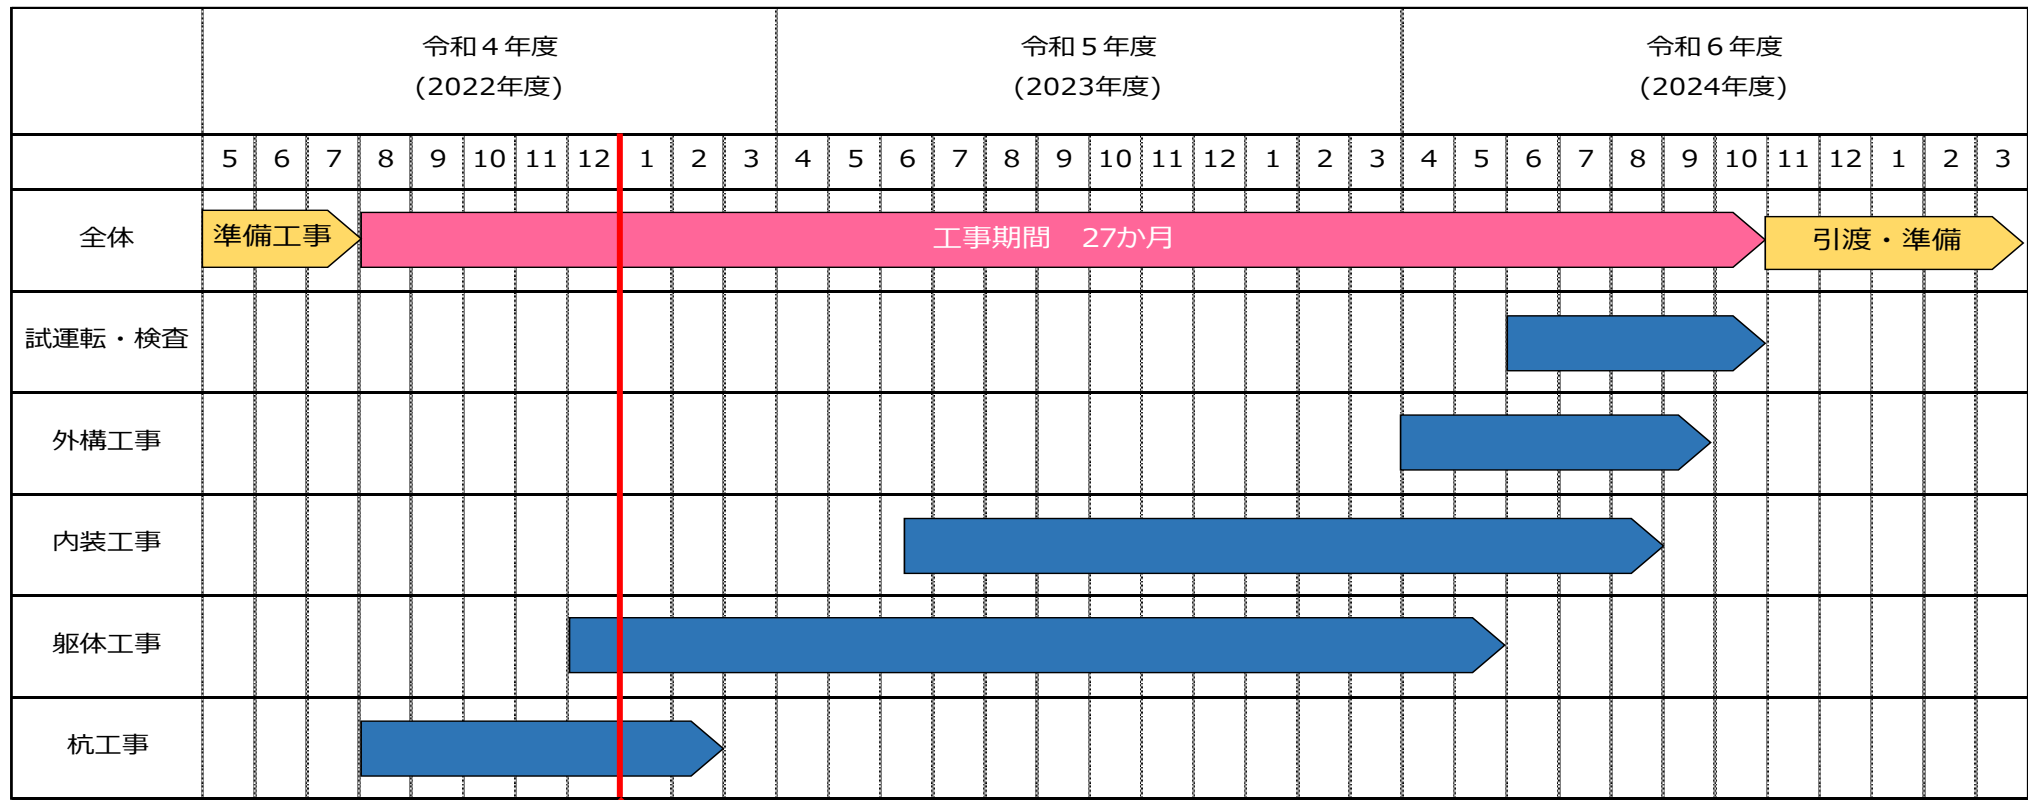 令和４年度
(2022年度)
令和５年度
(2023年度)
令和６年度
(2024年度)
5 6 7 8 9 10 11 12 1 2 3 4 5 6 7 8 9 10 11 12 1 2 3 4 5 6 7 8 9 10 11 12 1 2 3
全体 準備工事 工事期間　27か月 引渡・準備
試運転・検査
外構工事
内装工事
躯体工事
杭工事